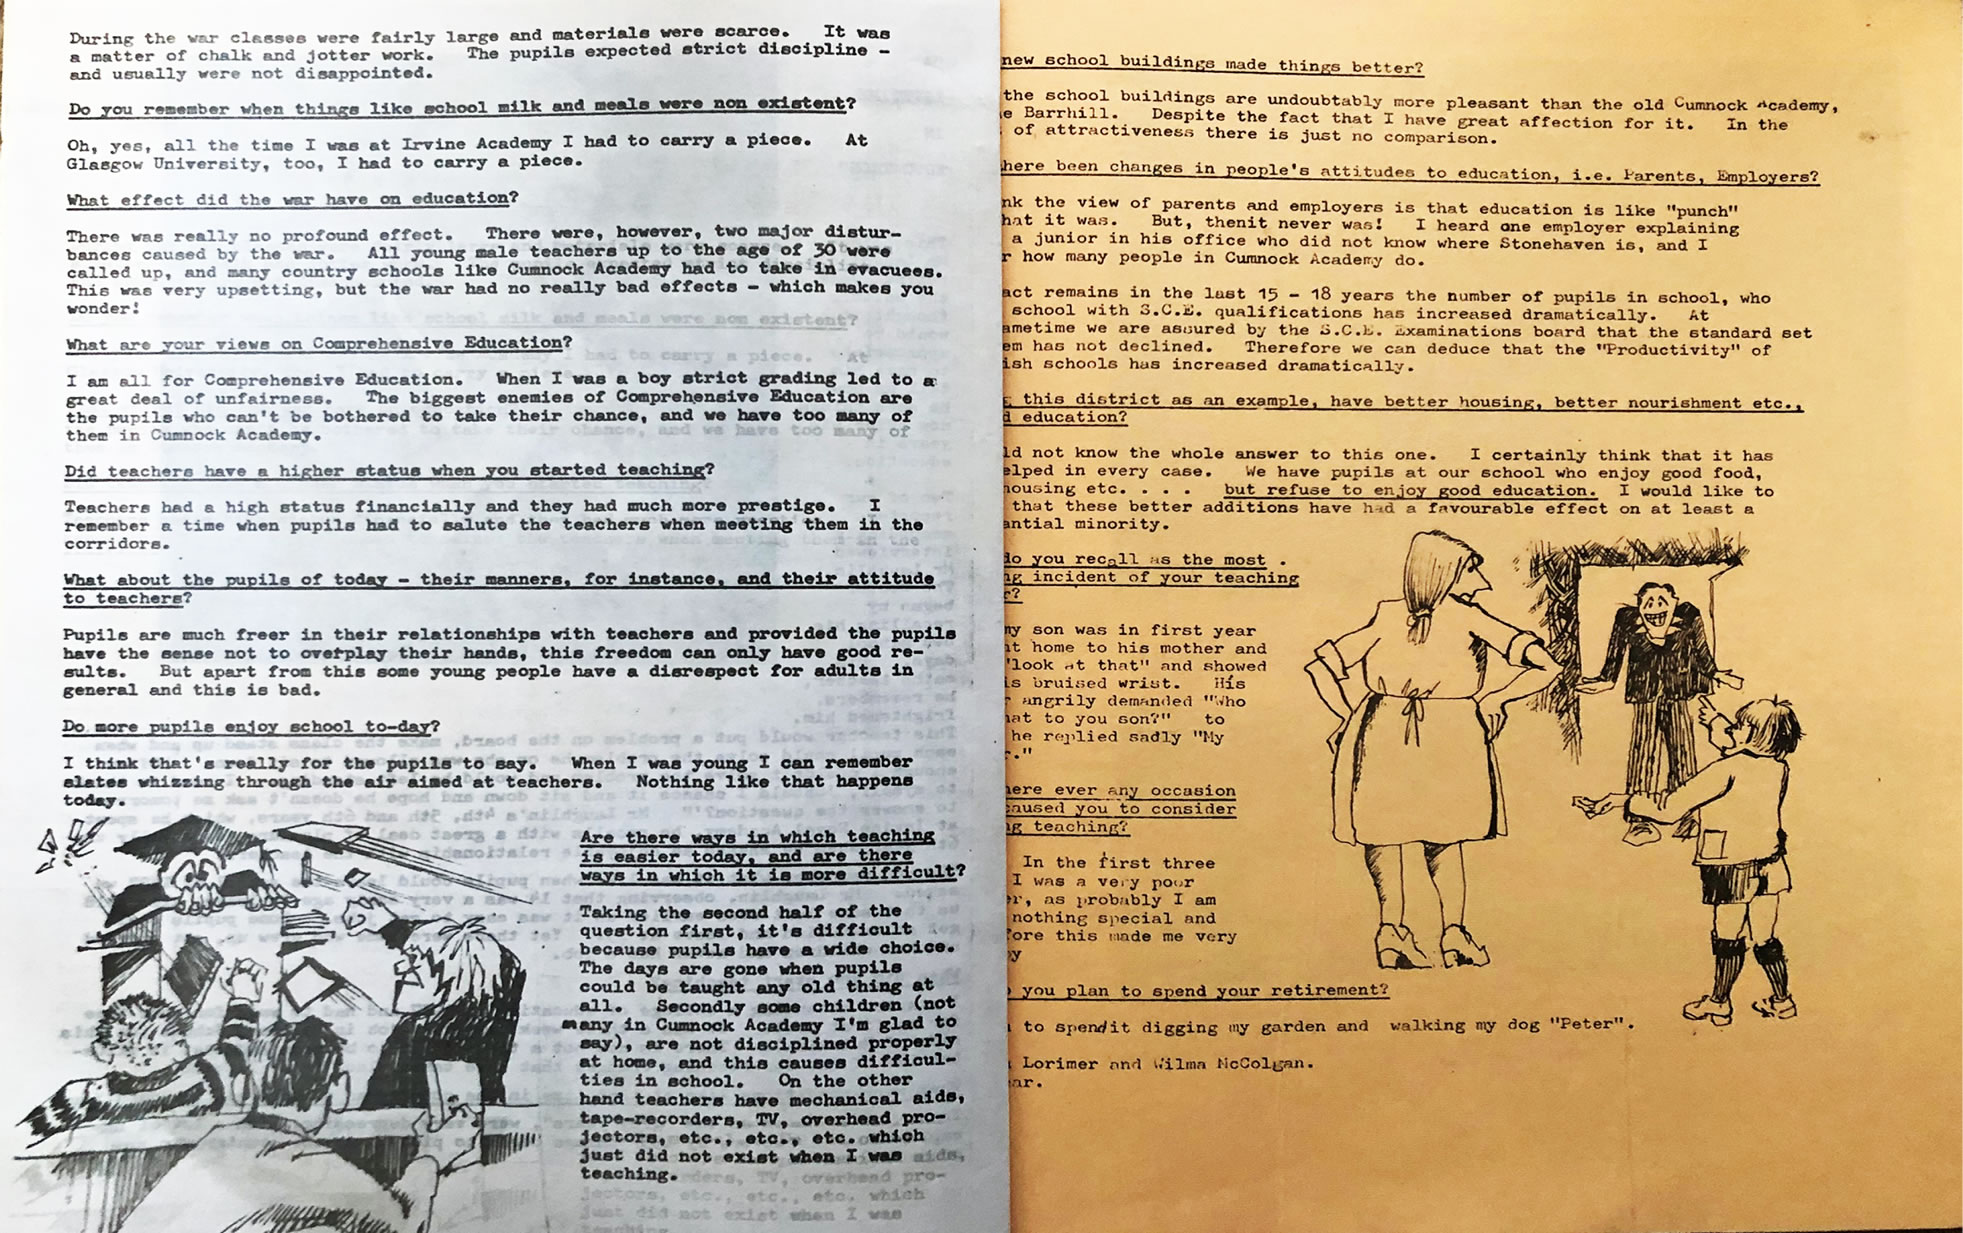 During the war classes were fairly large and materials were scarce. It was
a matter of chalk and jotter work. The pupils expected strict discipline -
and usually were not disappointed.
Do you remember when things like school milk and meals were non existent?
Oh, yes, all the time I was at Irvine Academy I had to carry a piece. At
Glasgow University, too, I had to carry a piece.
What effect did the war have on education?
There was really no profound effect. There were, however, two major distur-
bances caused by the war. All young male teachers up to the age of 30 were
called up, and many country schools like Cumnock Academy had to take in evacuees.
This was very upsetting, but the war had no really bad effects - which makes you
wonder!
What are your views on Comprehensive Education?
I am all for Comprehensive Education. When I was a boy strict grading led to a
great deal of unfairness. The biggest enemies of Comprehensive Education are
the pupils who can't be bothered to take their chance, and we have too many of
them in Cumnock Academy.
Did teachers have a higher status when you started teaching?
Teachers had a high status financially and they had much more prestige. I
remember a time when pupils had to salute the teachers when meeting them in the
corridors.
What about the pupils of today - their manners, for instance, and their attitude
to teachers?
Pupils are much freer in their relationships with teachers and provided the pupils
have the sense not to overplay their hands, this freedom can only have good re-
sults. But apart from this some young people have a disrespect for adults in
general and this is bad.
Do more pupils enjoy school to-day?
I think that's really for the pupils to say. When I was young I can remember
slates whizzing through the air aimed at teachers. Nothing like that happens
today.
Are there ways in which teaching
is easier today, and are there
ways in which it is more difficult?
Taking the second half of the
question first, it's difficult
because pupils have a wide choice.
The days are gone when pupils
could be taught any old thing at
all. Secondly some children (not
many in Cumnock Academy I'm glad to
say), are not disciplined properly
at home, and this causes difficul-
ties in school. On the other
hand teachers have mechanical aids,
tape-recorders, TV, overhead pro-
jectors, etc., etc., etc. which
just did not exist when I was
teaching.
new school buildings made things better?
the school buildings are undoubtably more pleasant than the old Cumnock Academy,
Barrhill. Despite the fact that I have great affection for it. In the
of attractiveness there is just no comparison.
here been changes in people's attitudes to education, i.e. Parents, Employers?
nk the view of parents and employers is that education is like "punch"
hat it was. But, thenit never was! I heard one employer explaining
a junior in his office who did not know where Stonehaven is, and I
r how many people in Cumnock Academy do.
act remains in the last 15 - 18 years the number of pupils in school, who
school with S.C.E. qualifications has increased dramatically. At
ametime we are assured by the S.C.E. Examinations board that the standard set
em has not declined. Therefore we can deduce that the "Productivity" of
ish schools has increased dramatically.
this district as an example, have better housing, better nourishment etc.,
education?
ld not know the whole answer to this one. I certainly think that it has
elped in every case. We have pupils at our school who enjoy good food,
housing etc. . . . but refuse to enjoy good education. I would like to
that these better additions have had a favourable effect on at least a
antial minority.
do you recall as the most .
ng incident of your teaching
r?
my son was in first year
nt home to his mother and
"look at that" and showed
is bruised wrist. His
r angrily demanded "Who
hat to you son?" to
he replied sadly "My
r."
here ever any occasion
caused you to consider
ng teaching?
In the first three
I was a very poor
er, as probably I am
nothing special and
fore this made me very
py
you plan to spend your retirement?
to spendit digging my garden and walking my dog "Peter".
Lorimer and Wilma McColgan.
ar.